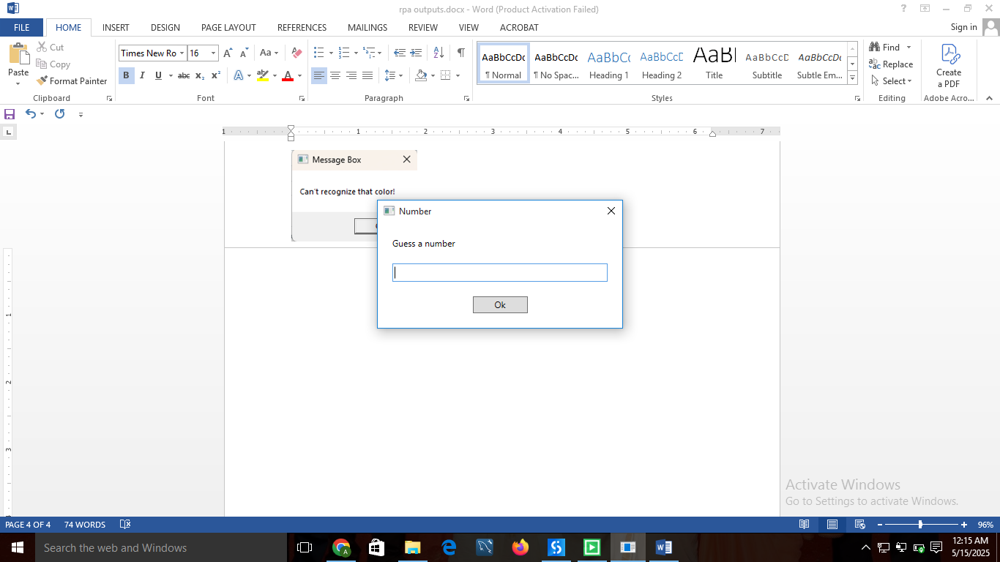 rpa outputs.docx - Word (Product Activation Failed)
FILE HOME INSERT DESIGN PAGE LAYOUT REFERENCES MAILINGS REVIEW VIEW ACROBAT Sign in
Paste
Cut
Copy
Format Painter
Clipboard
Times New Ro 16
Aa
B I U abc x₂ x²
Font
Paragraph
AaBbCcDc AaBbCcDc AaBbCc AaBbCcD AaBl AaBbCcD AaBbCcDc
¶ Normal ¶ No Spac... Heading 1 Heading 2 Title Subtitle Subtle Em...
Styles
Find
Replace
Select
Editing
Create
a PDF
Adobe Acro...
1 1 2 3 4 5 6 7
Message Box
Can't recognize that color!
Number
Guess a number
Ok
1
2
3
Activate Windows
Go to Settings to activate Windows.
PAGE 4 OF 4 74 WORDS 96%
Search the web and Windows
12:15 AM
5/15/2025